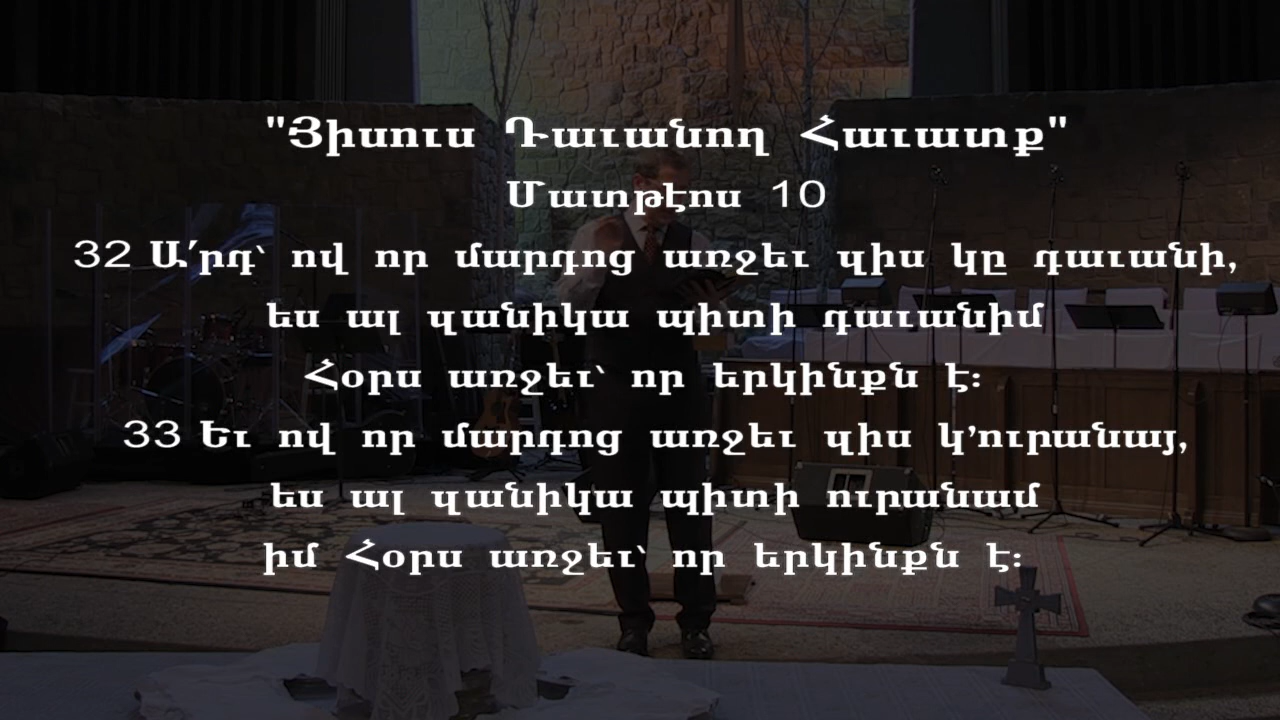 "Յիսուս Դաւանող Հաւատք"
Մատթէոս 10
32 Ա՛րդ՝ ով որ մարդոց առջեւ զիս կը դաւանի,
ես ալ զանիկա պիտի դաւանիմ
Հօրս առջեւ՝ որ երկինքն է։
33 Եւ ով որ մարդոց առջեւ զիս կ’ուրանայ,
ես ալ զանիկա պիտի ուրանամ
իմ Հօրս առջեւ՝ որ երկինքն է։